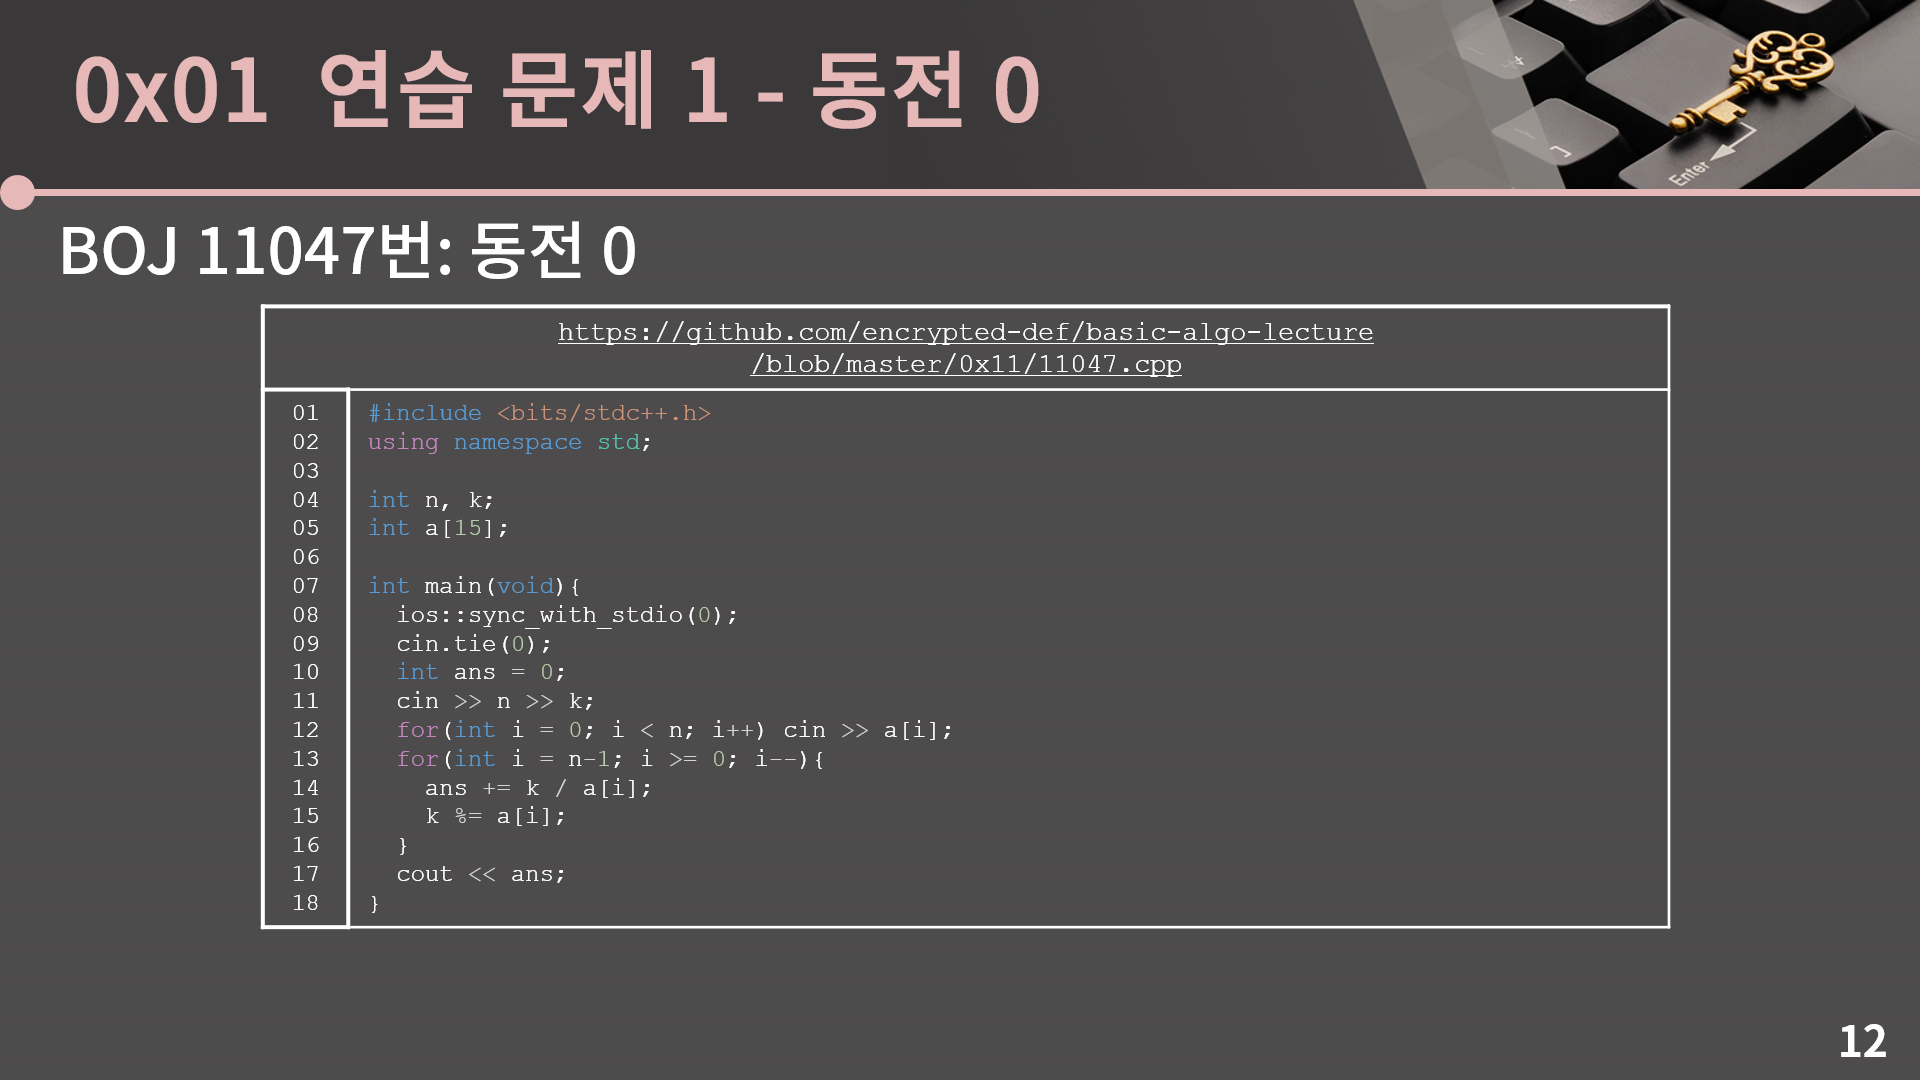 0x01 연습 문제 1 - 동전 0
Enter
BOJ 11047번: 동전 0
https://github.com/encrypted-def/basic-algo-lecture
/blob/master/0x11/11047.cpp
01 #include <bits/stdc++.h>
02 using namespace std;
03
04 int n, k;
05 int a[15];
06
07 int main(void){
08   ios::sync_with_stdio(0);
09   cin.tie(0);
10   int ans = 0;
11   cin >> n >> k;
12   for(int i = 0; i < n; i++) cin >> a[i];
13   for(int i = n-1; i >= 0; i--){
14     ans += k / a[i];
15     k %= a[i];
16   }
17   cout << ans;
18 }
12